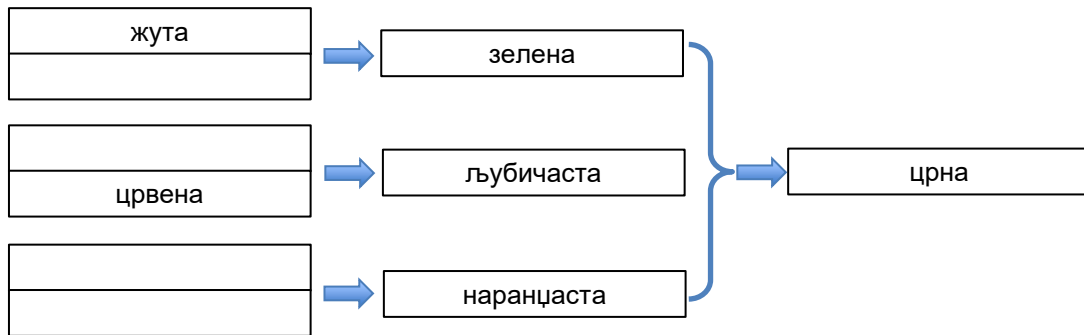 жута
зелена
љубичаста
црна
црвена
наранџаста